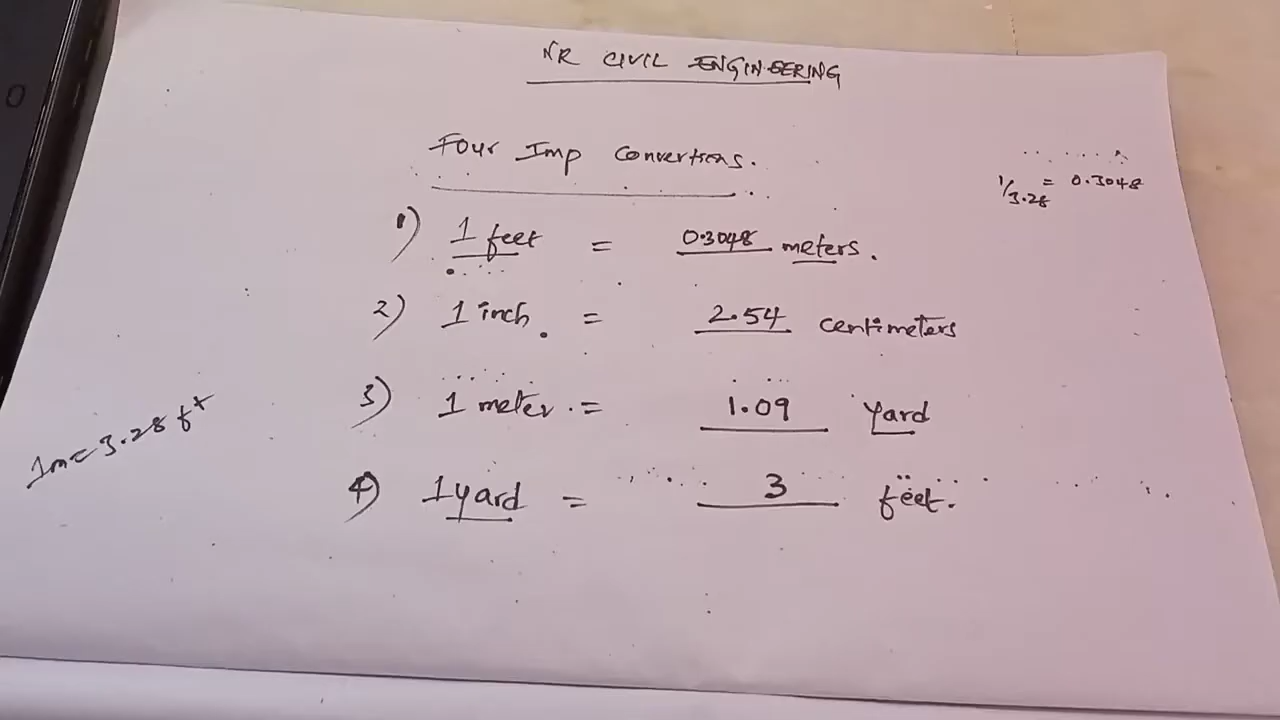 NR CIVIL ENGINEERING
Four Imp Convertions.
1/3.28 = 0.3048
1) 1 feet = 0.3048 meters.
2) 1 inch. = 2.54 centimeters
3) 1 meter. = 1.09 Yard
4) 1 yard = 3 feet.
1m = 3.28 ft